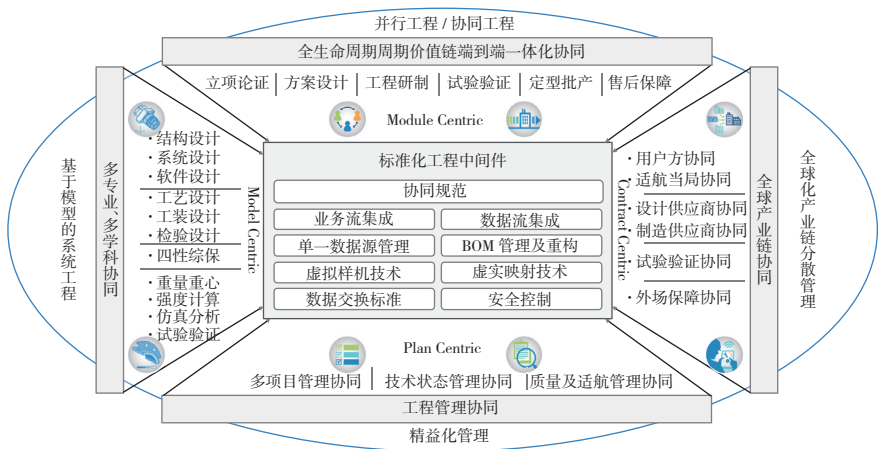 并行工程 / 协同工程
全生命周期周期价值链端到端一体化协同
立项论证 | 方案设计 | 工程研制 | 试验验证 | 定型批产 | 售后保障
Module Centric
基于模型的系统工程
多专业、多学科协同
·结构设计
·系统设计
·软件设计
·工艺设计
·工装设计
·检验设计
·四性综保
·重量重心
·强度计算
·仿真分析
·试验验证
Model Centric
标准化工程中间件
协同规范
业务流集成
数据流集成
单一数据源管理
BOM 管理及重构
虚拟样机技术
虚实映射技术
数据交换标准
安全控制
Contract Centric
·用户方协同
·适航当局协同
·设计供应商协同
·制造供应商协同
·试验验证协同
·外场保障协同
全球产业链协同
全球化产业链分散管理
Plan Centric
多项目管理协同 | 技术状态管理协同 | 质量及适航管理协同
工程管理协同
精益化管理